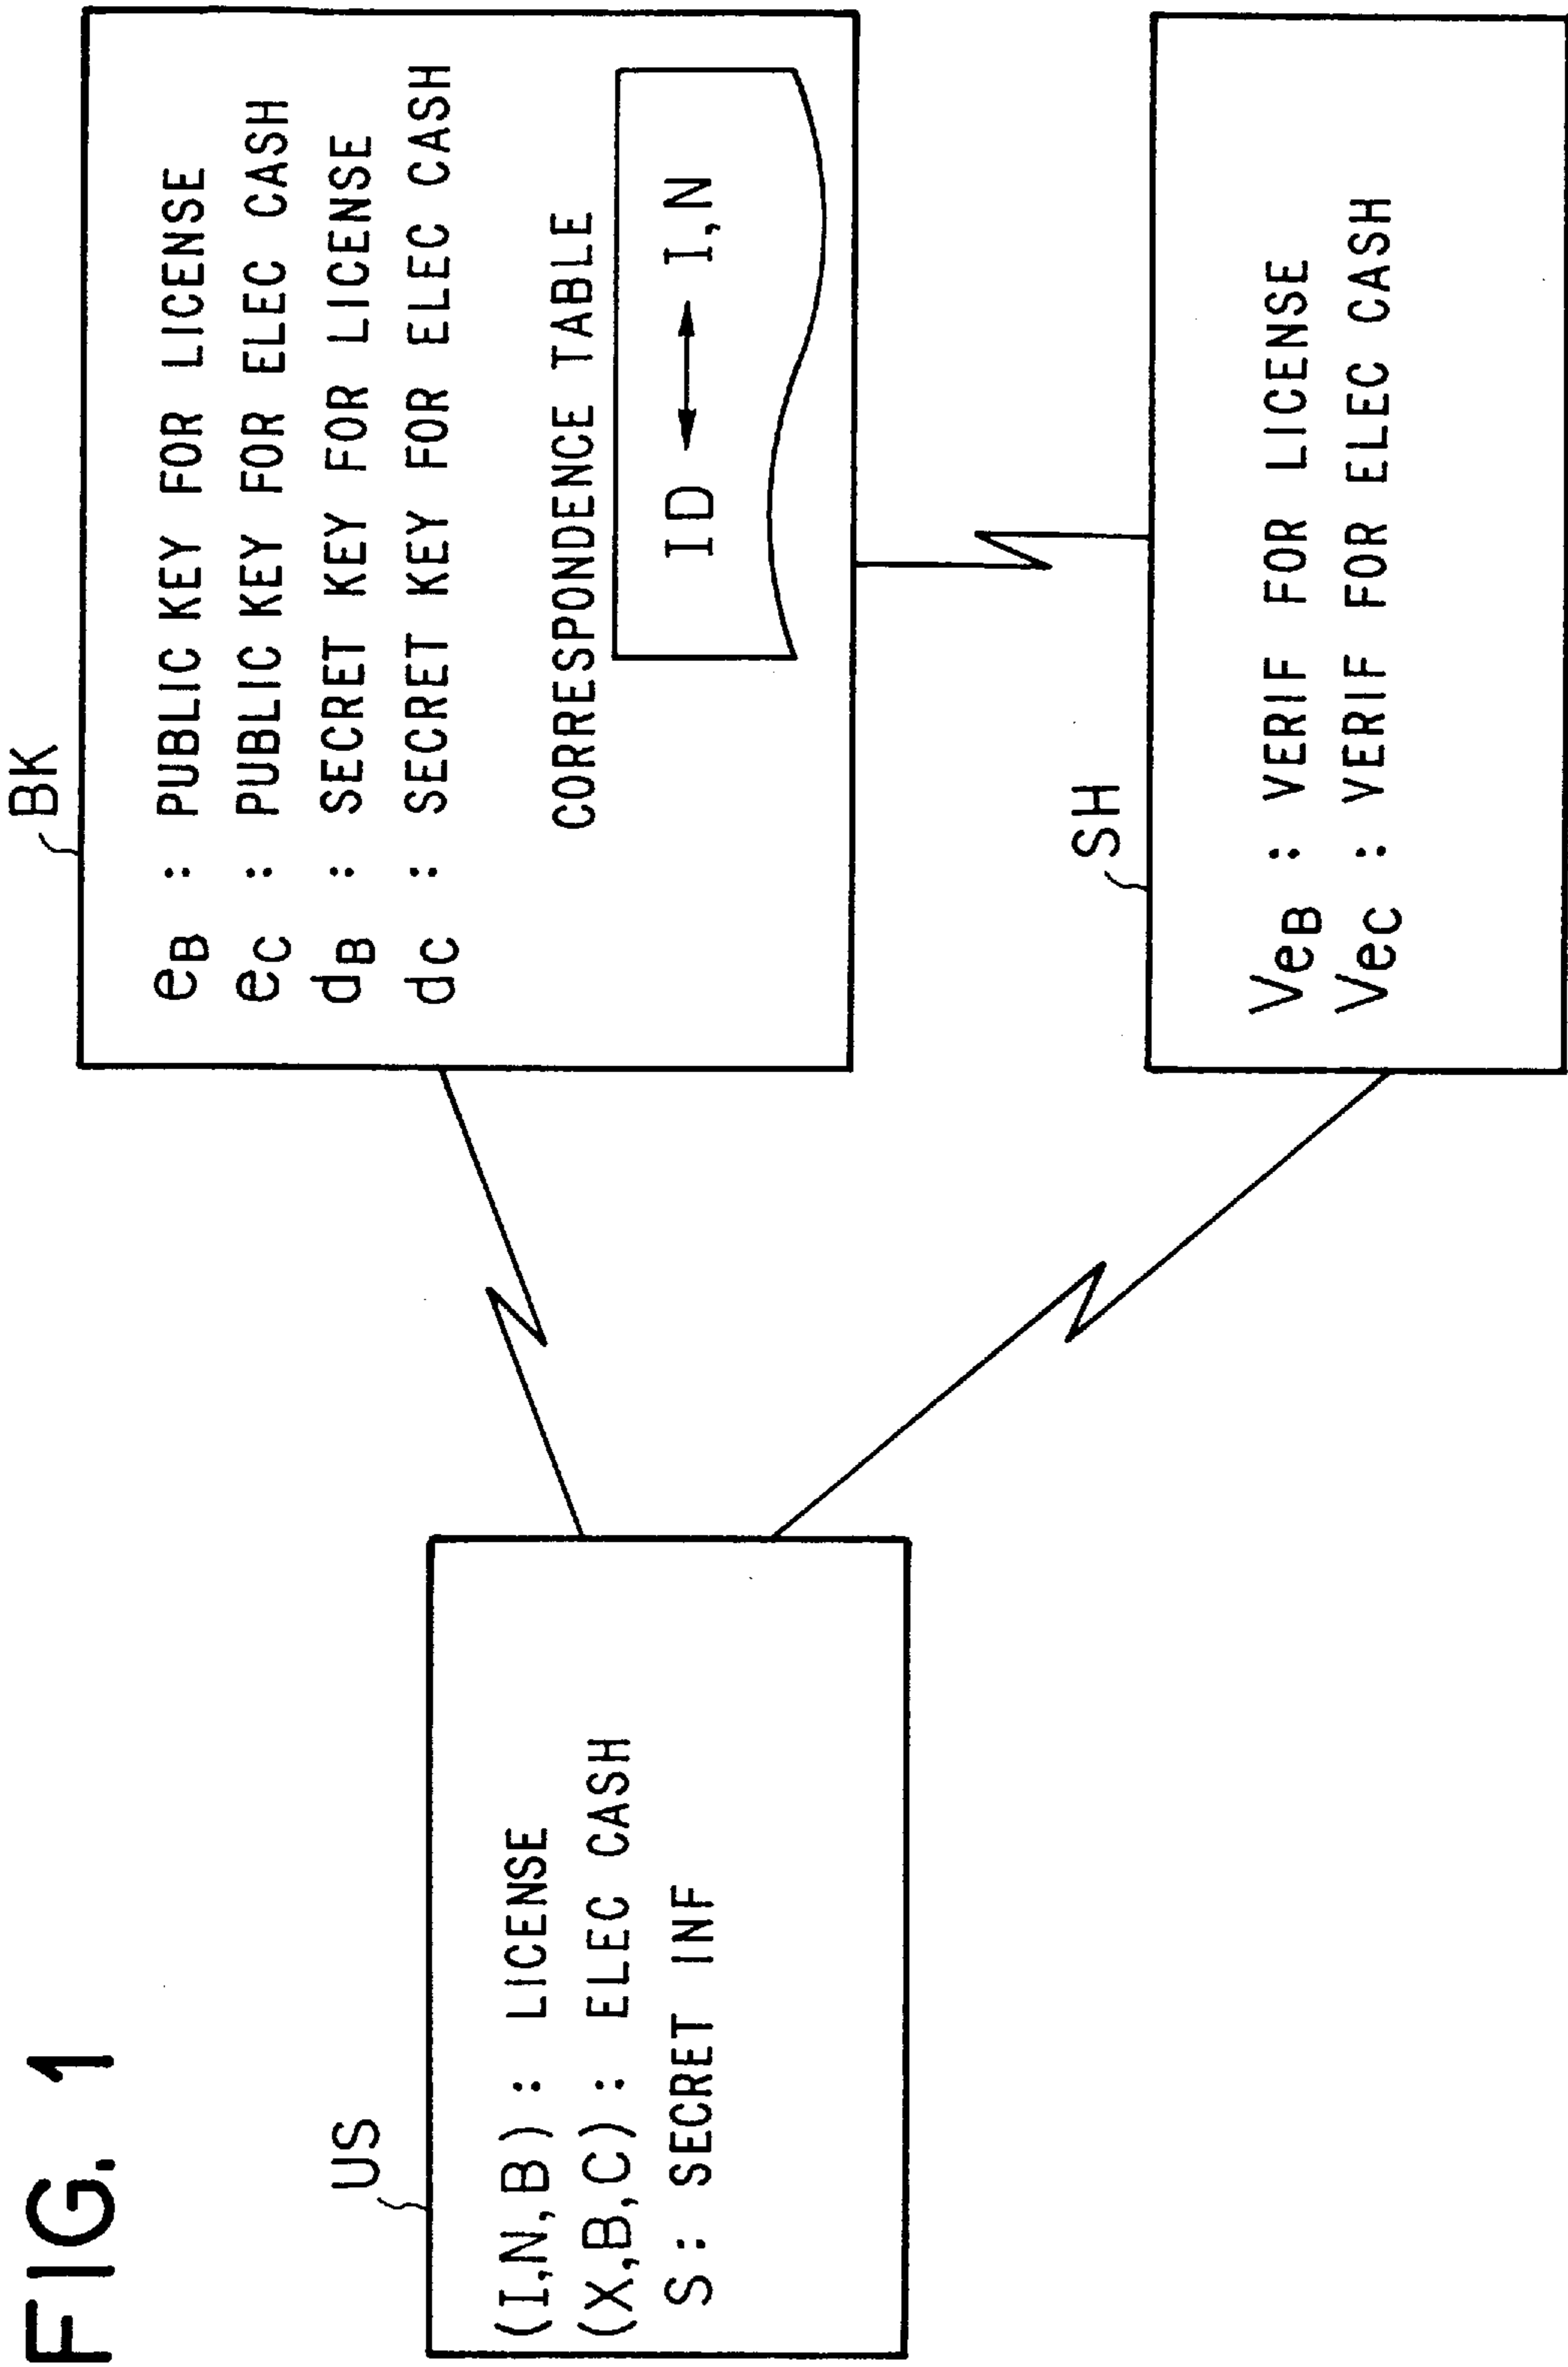 FIG. 1
US
(I,N,B) : LICENSE
(X,B,C) : ELEC CASH
S : SECRET INF
BK
eB : PUBLIC KEY FOR LICENSE
eC : PUBLIC KEY FOR ELEC CASH
dB : SECRET KEY FOR LICENSE
dC : SECRET KEY FOR ELEC CASH
CORRESPONDENCE TABLE
ID ↔ I,N
SH
VeB : VERIF FOR LICENSE
VeC : VERIF FOR ELEC CASH